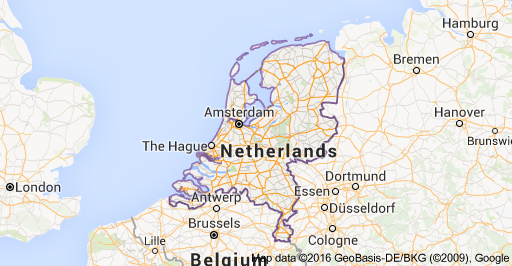 Hamburg
Bremen
Amsterdam
Hanover
Brunswic
The Hague
Netherlands
London
Dortmund
Essen
Antwerp
Düsseldorf
Brussels
Cologne
Lille
Belgium
Map data ©2016 GeoBasis-DE/BKG (©2009), Google